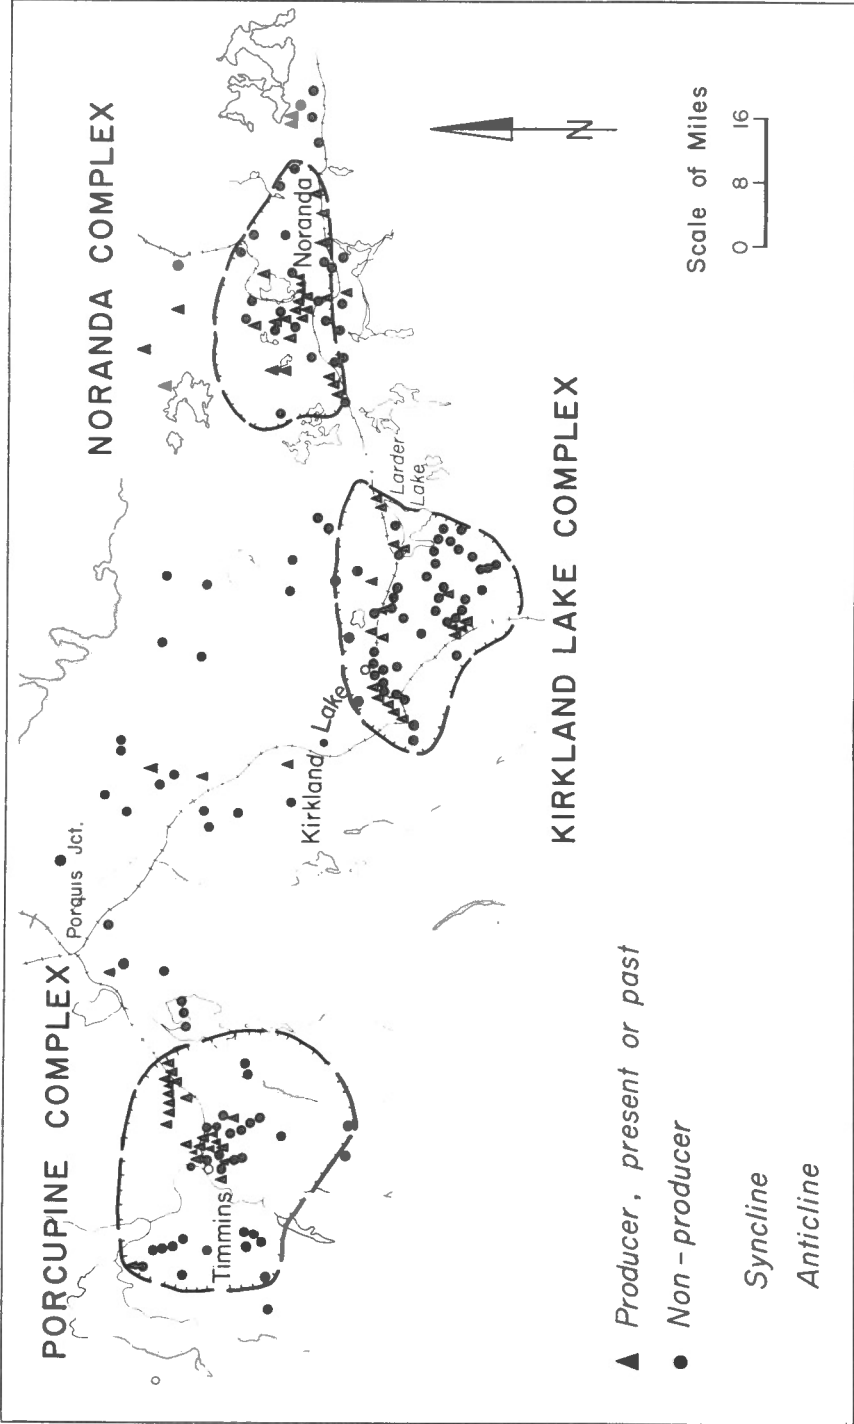 PORCUPINE COMPLEX
NORANDA COMPLEX
KIRKLAND LAKE COMPLEX
Porquis Jct.
Timmins
Kirkland Lake
Larder
Lake
Noranda
N
Scale of Miles
0 8 16
▲ Producer, present or past
● Non-producer
Syncline
Anticline